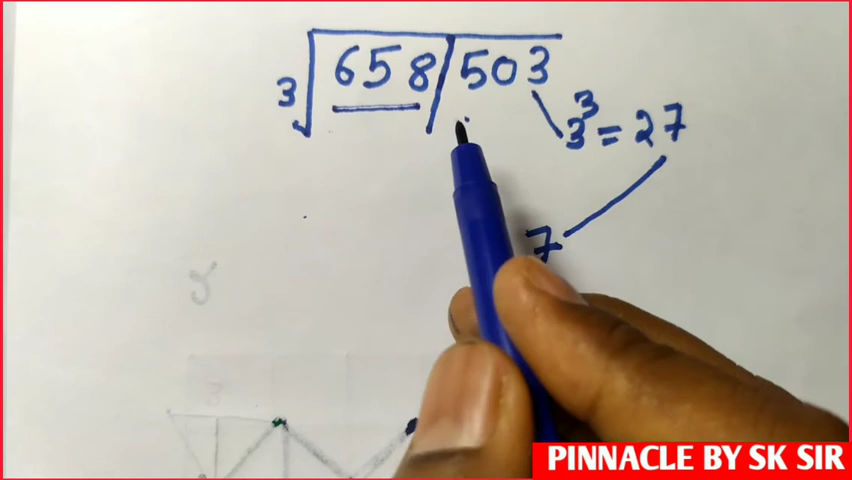 3√658/503
3³ = 27
7
PINNACLE BY SK SIR